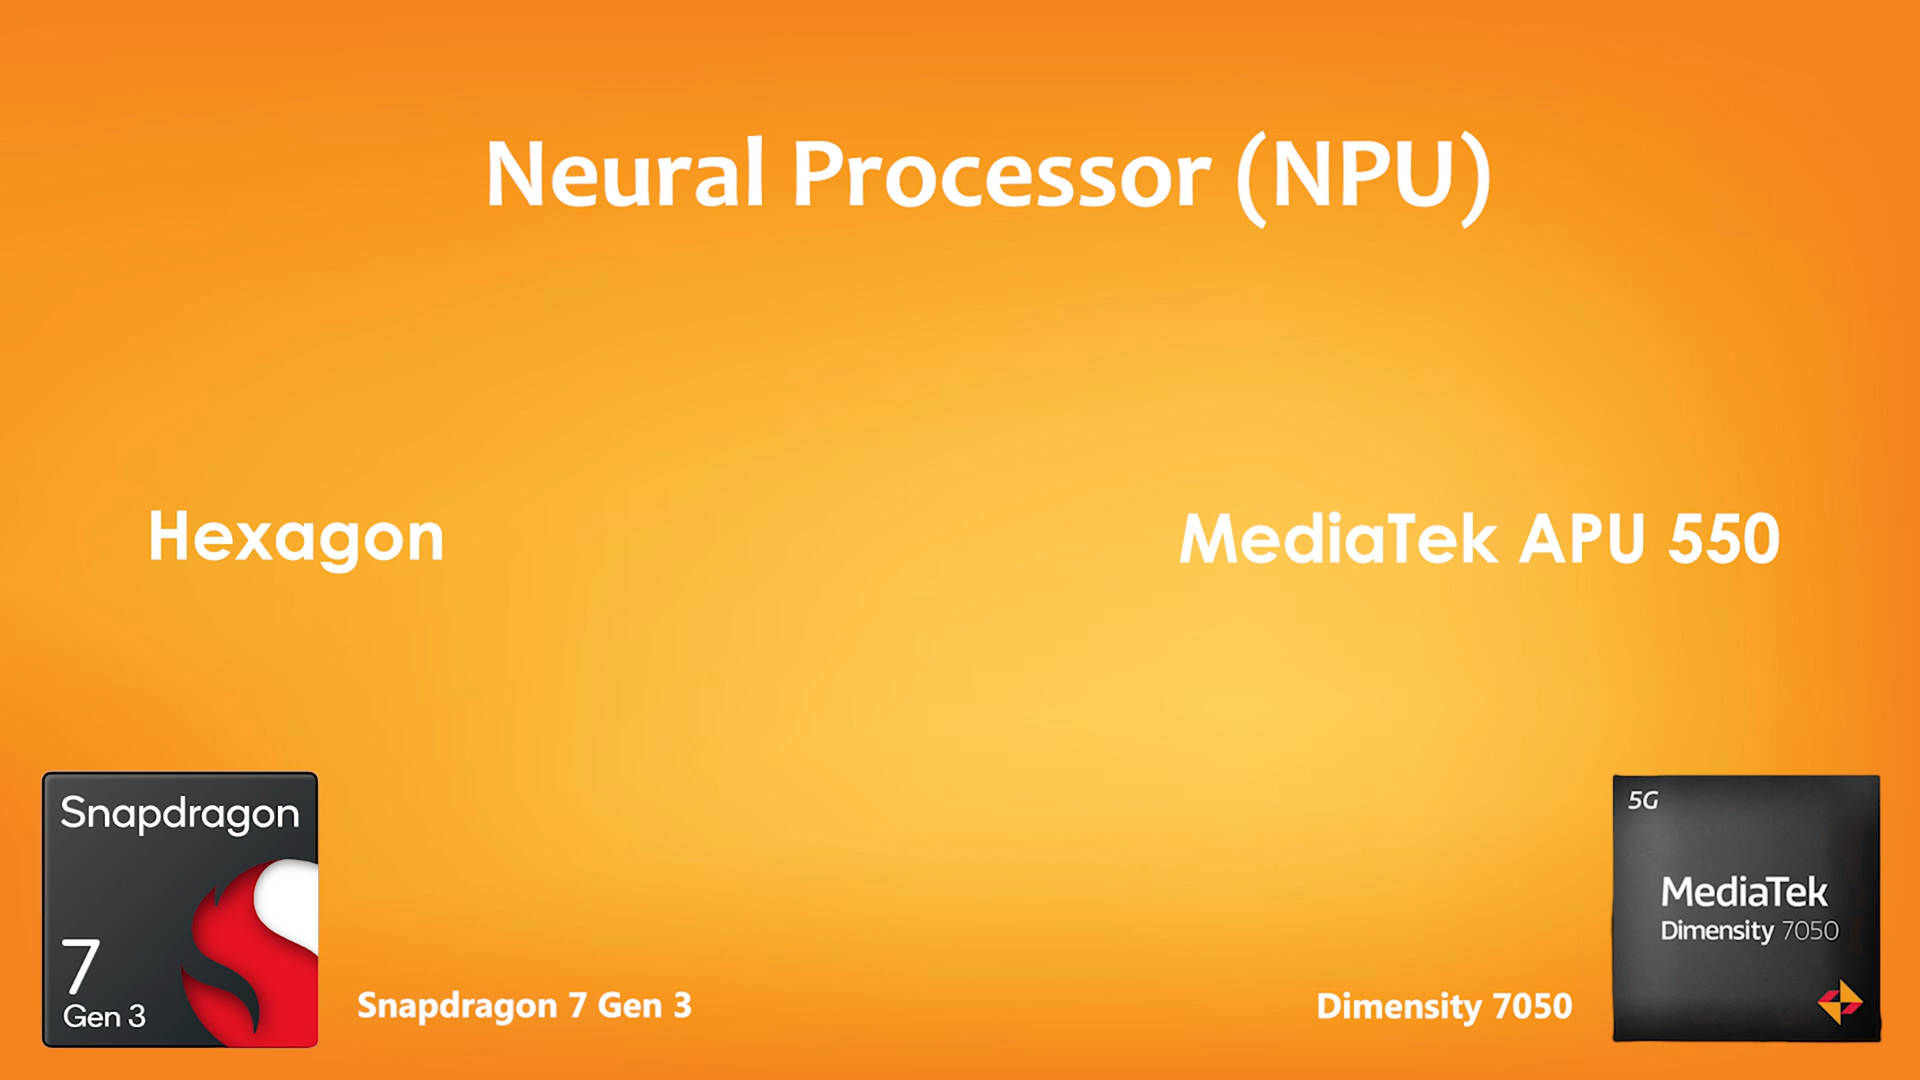 Neural Processor (NPU)
Hexagon
MediaTek APU 550
Snapdragon
7
Gen 3
Snapdragon 7 Gen 3
Dimensity 7050
5G
MediaTek
Dimensity 7050